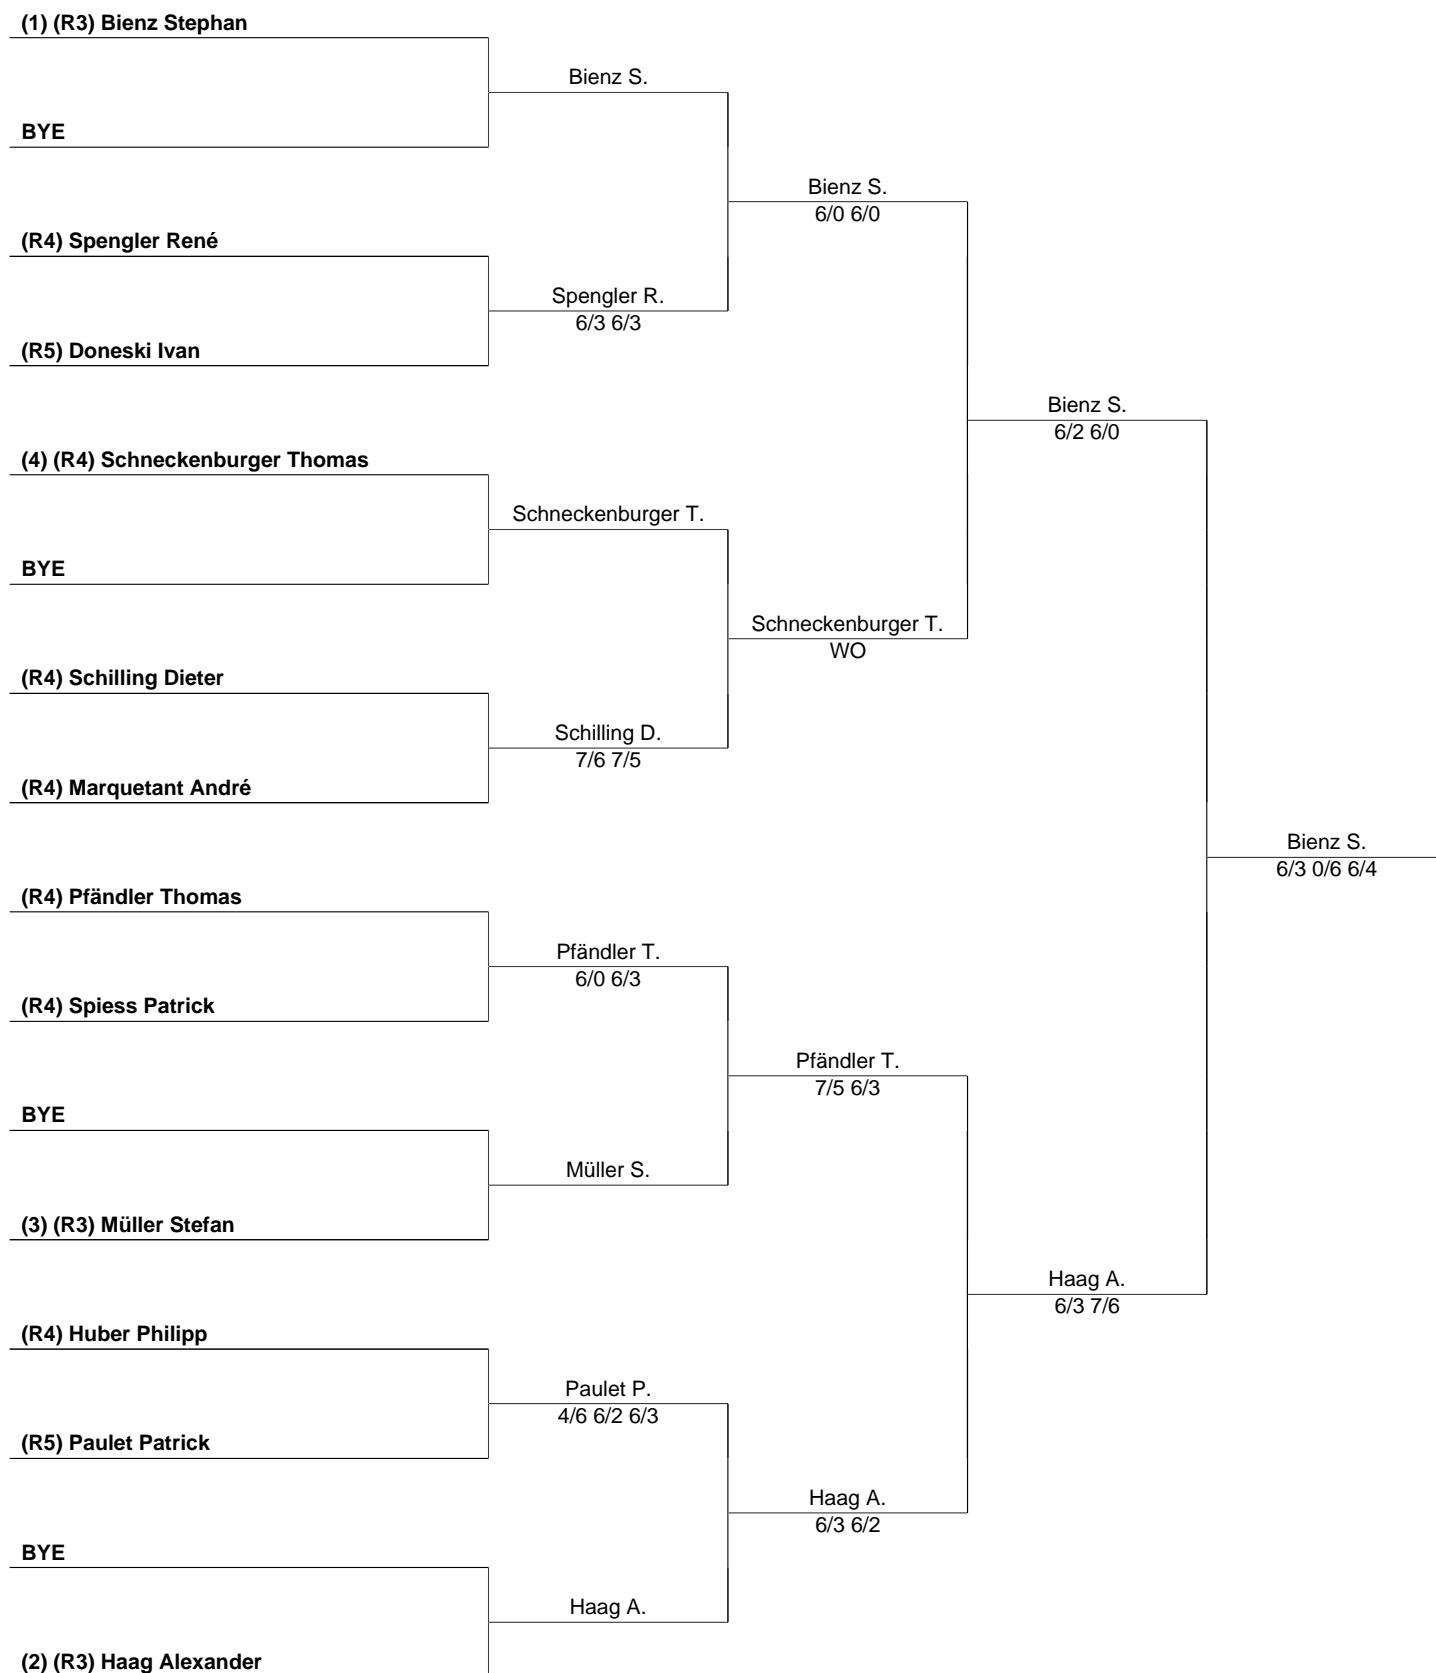 (1) (R3) Bienz Stephan
Bienz S.
BYE
Bienz S.
6/0 6/0
(R4) Spengler René
Spengler R.
6/3 6/3
(R5) Doneski Ivan
Bienz S.
6/2 6/0
(4) (R4) Schneckenburger Thomas
Schneckenburger T.
BYE
Schneckenburger T.
WO
(R4) Schilling Dieter
Schilling D.
7/6 7/5
(R4) Marquetant André
Bienz S.
6/3 0/6 6/4
(R4) Pfändler Thomas
Pfändler T.
6/0 6/3
(R4) Spiess Patrick
Pfändler T.
7/5 6/3
BYE
Müller S.
(3) (R3) Müller Stefan
Haag A.
6/3 7/6
(R4) Huber Philipp
Paulet P.
4/6 6/2 6/3
(R5) Paulet Patrick
Haag A.
6/3 6/2
BYE
Haag A.
(2) (R3) Haag Alexander